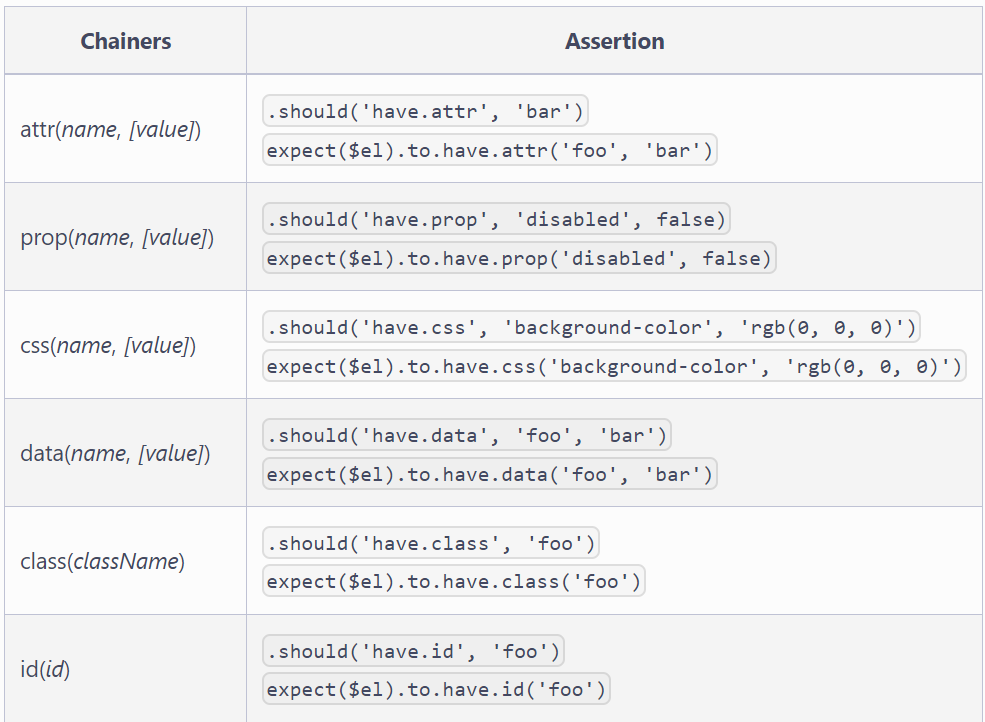 Chainers Assertion
attr(name, [value])
.should('have.attr', 'bar')
expect($el).to.have.attr('foo', 'bar')
prop(name, [value])
.should('have.prop', 'disabled', false)
expect($el).to.have.prop('disabled', false)
css(name, [value])
.should('have.css', 'background-color', 'rgb(0, 0, 0)')
expect($el).to.have.css('background-color', 'rgb(0, 0, 0)')
data(name, [value])
.should('have.data', 'foo', 'bar')
expect($el).to.have.data('foo', 'bar')
class(className)
.should('have.class', 'foo')
expect($el).to.have.class('foo')
id(id)
.should('have.id', 'foo')
expect($el).to.have.id('foo')